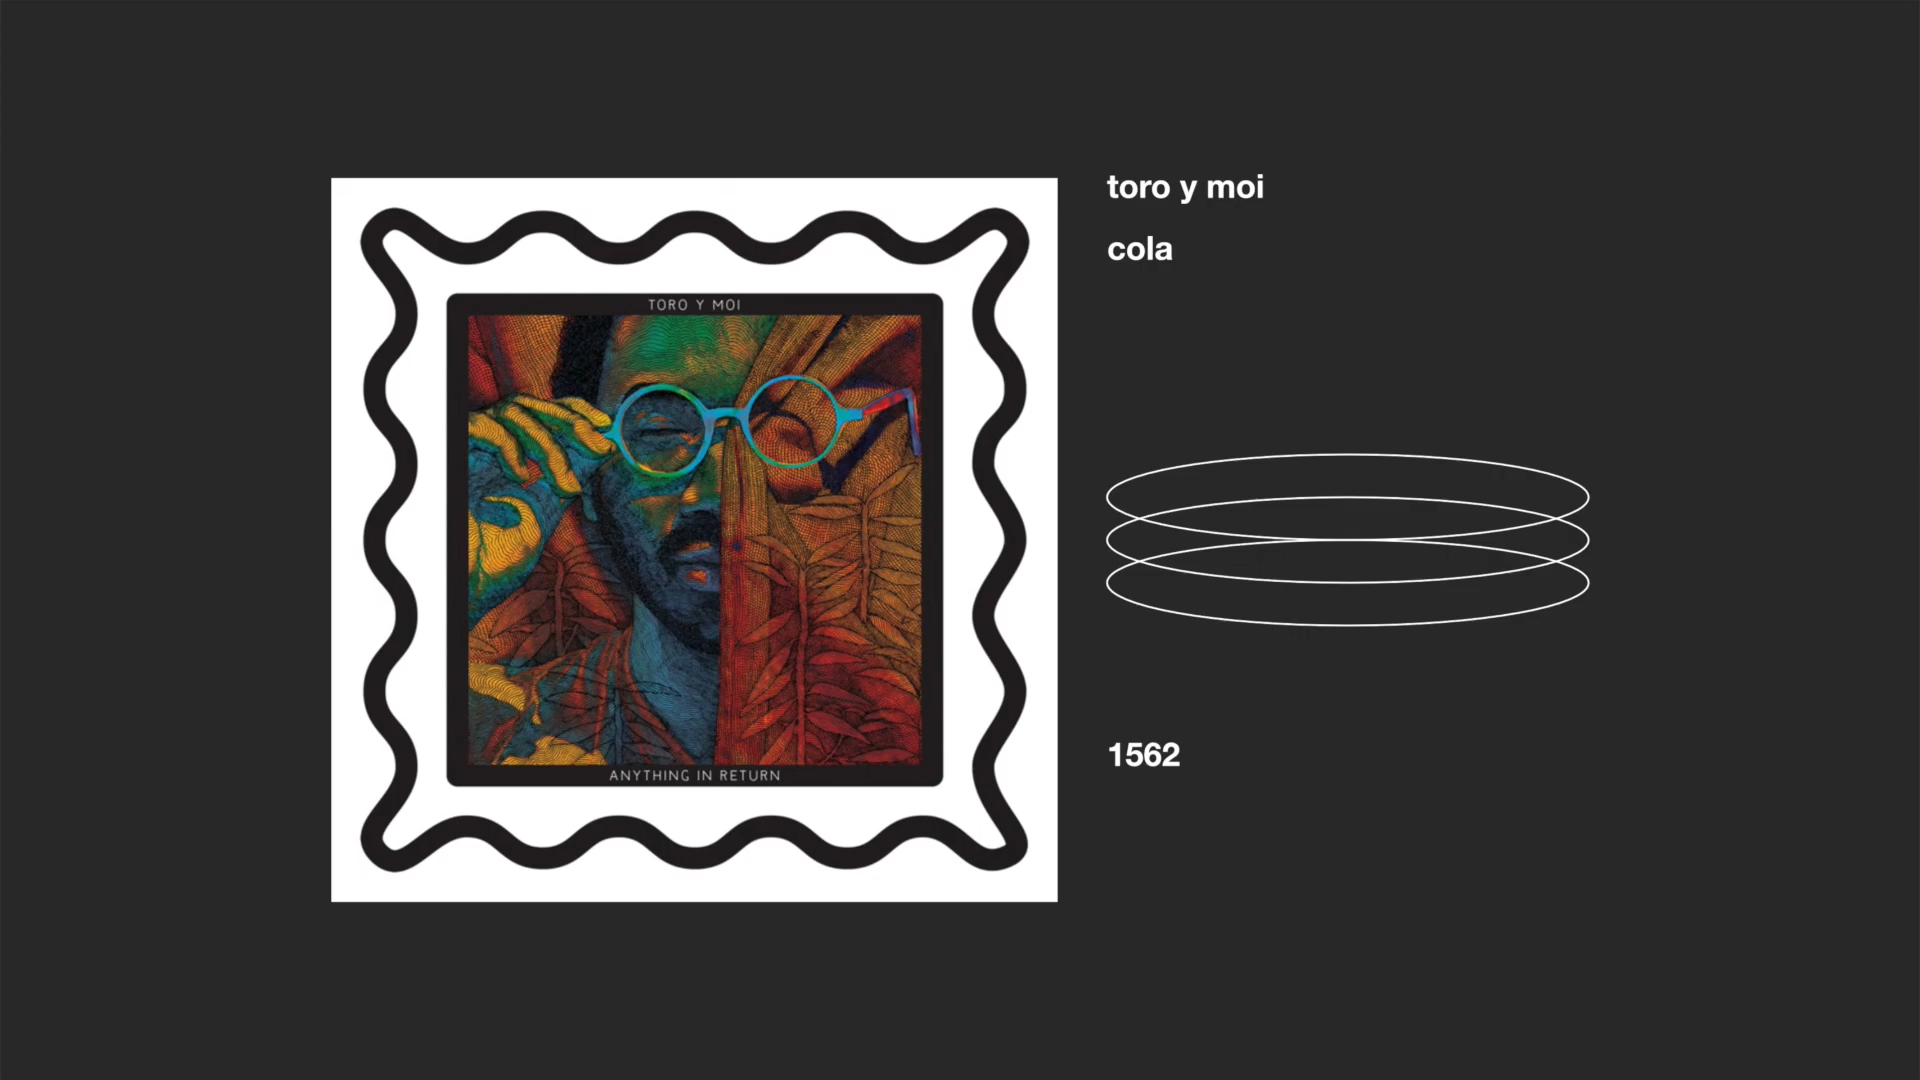 TORO Y MOI
ANYTHING IN RETURN
toro y moi
cola
1562